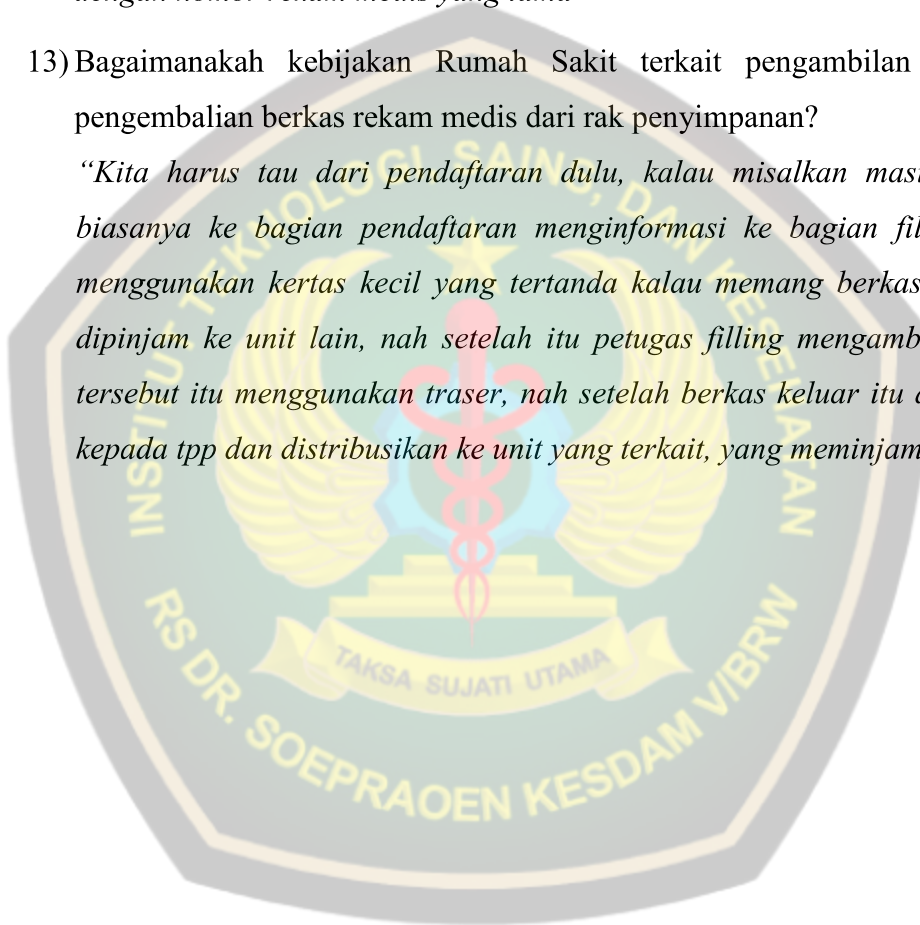 dengan nomor rekam medis yang lama
13) Bagaimanakah kebijakan Rumah Sakit terkait pengambilan
pengembalian berkas rekam medis dari rak penyimpanan?
“Kita harus tau dari pendaftaran dulu, kalau misalkan
biasanya ke bagian pendaftaran menginformasi ke bagian
menggunakan kertas kecil yang tertanda kalau memang berkas
dipinjam ke unit lain, nah setelah itu petugas filling
tersebut itu menggunakan traser, nah setelah berkas keluar itu
kepada tpp dan distribusikan ke unit yang terkait, yang meminjam
INSTITUT TEKNOLOGI, SAINS, DAN KESEHATAN
TAKSA SUJATI UTAMA
RS DR. SOEPRAOEN KESDAM V/BRW